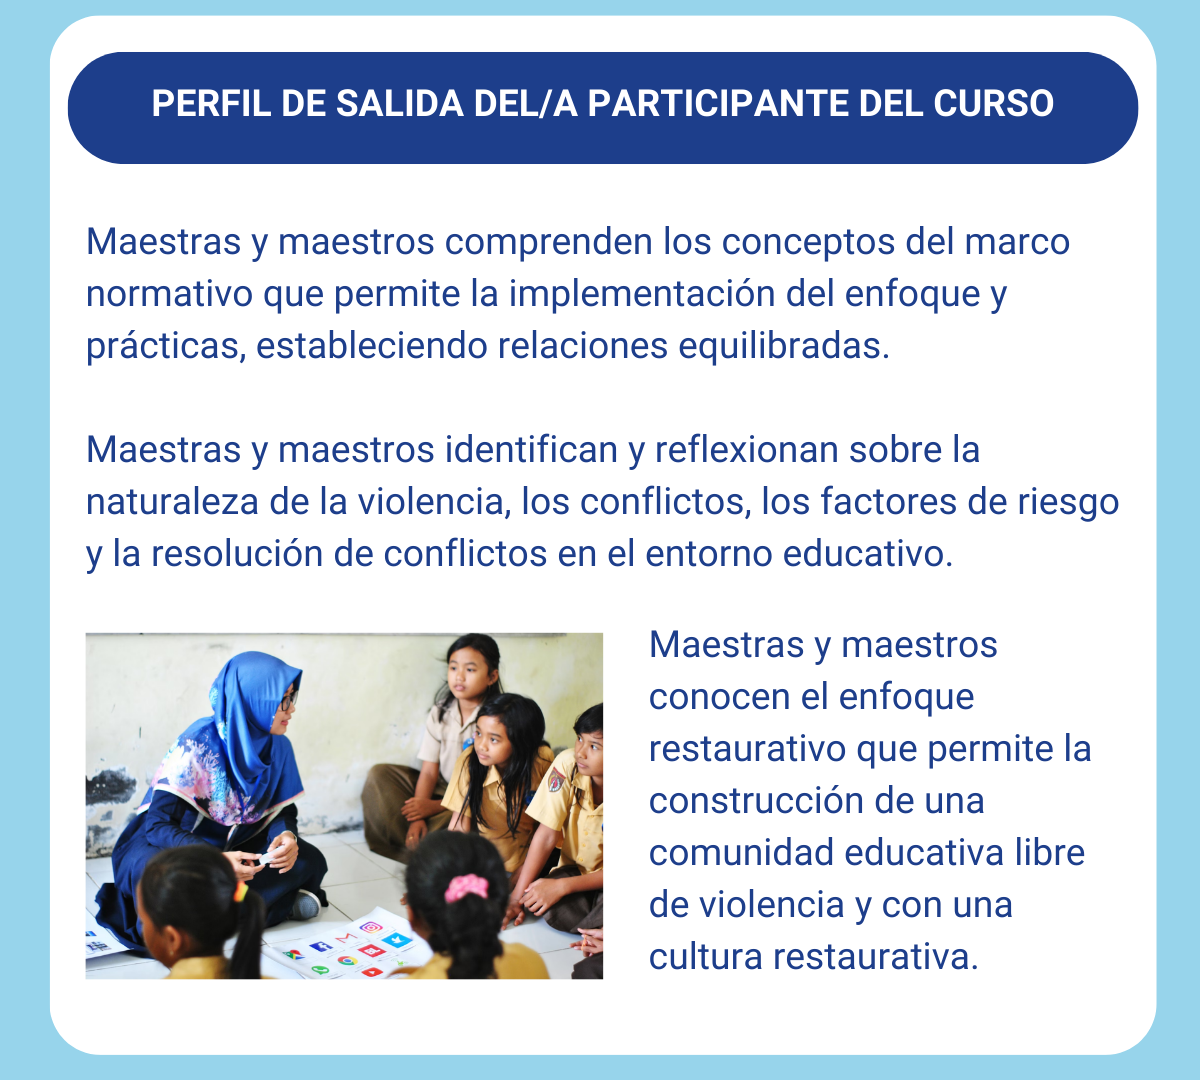 PERFIL DE SALIDA DEL/A PARTICIPANTE DEL CURSO
Maestras y maestros comprenden los conceptos del marco
normativo que permite la implementación del enfoque y
prácticas, estableciendo relaciones equilibradas.
Maestras y maestros identifican y reflexionan sobre la
naturaleza de la violencia, los conflictos, los factores de riesgo
y la resolución de conflictos en el entorno educativo.
Maestras y maestros
conocen el enfoque
restaurativo que permite la
construcción de una
comunidad educativa libre
de violencia y con una
cultura restaurativa.